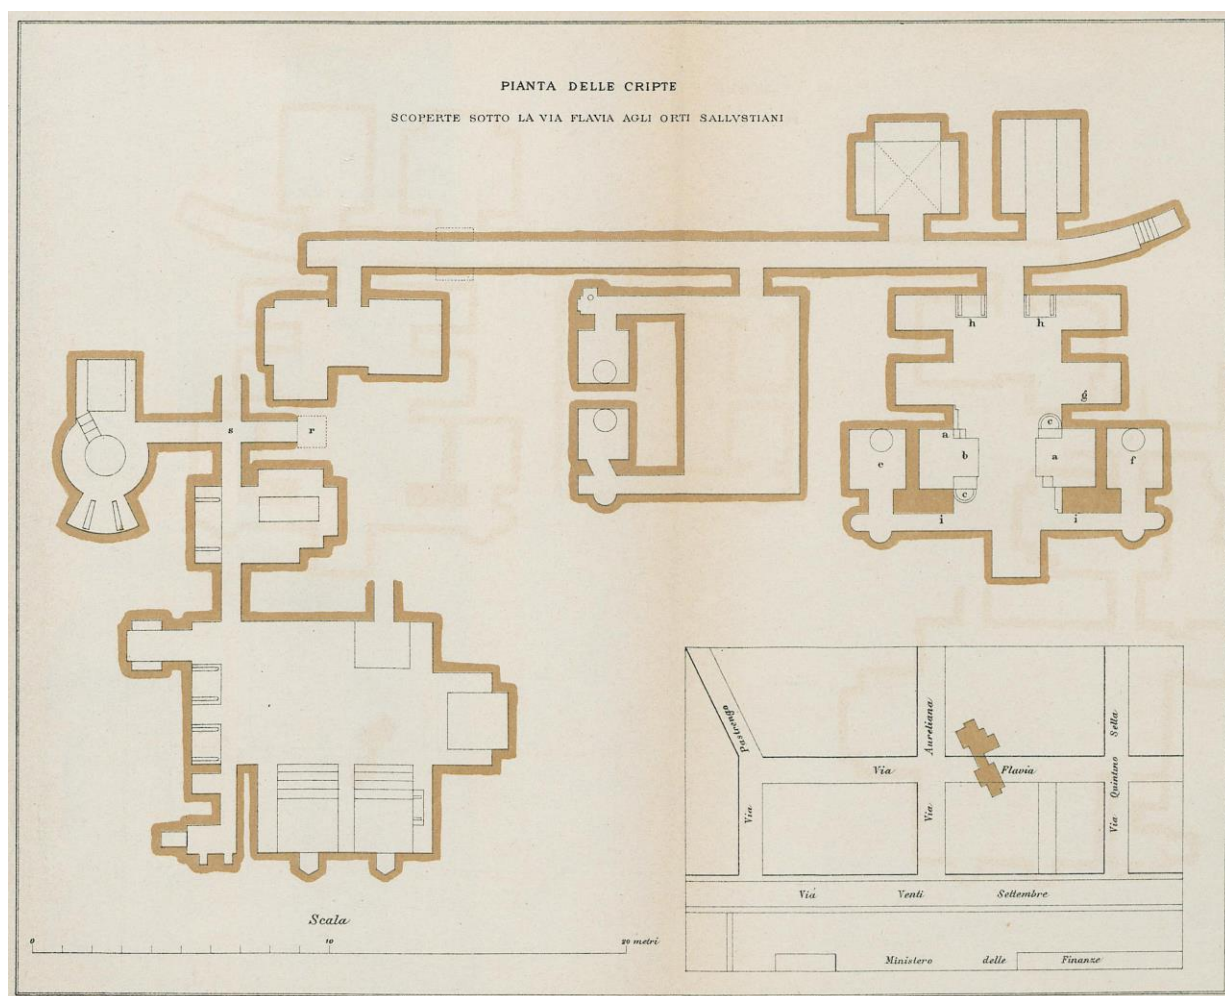 PIANTA DELLE CRIPTE
SCOPERTE SOTTO LA VIA FLAVIA AGLI ORTI SALLVSTIANI
h h
g
s r
a c
e b a f
c
i i
Pastrengo
Aureliana
Via Quintino Sella
Via Flavia
Via
Via
Via Venti Settembre
Scala
0 10 20 metri
Ministero delle Finanze